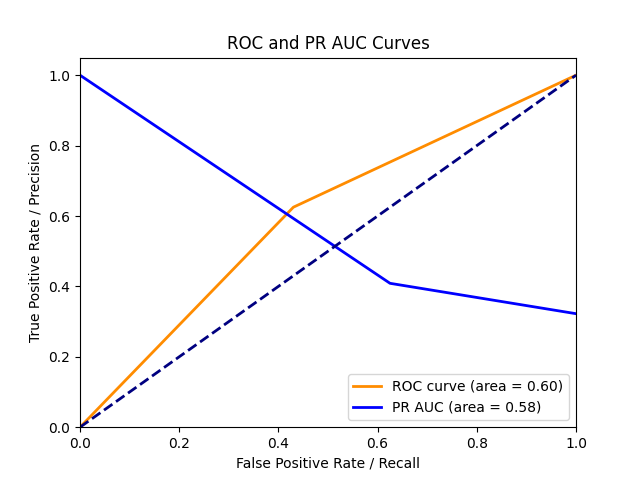 ROC and PR AUC Curves
True Positive Rate / Precision
1.0
0.8
0.6
0.4
0.2
0.0
ROC curve (area = 0.60)
PR AUC (area = 0.58)
0.0 0.2 0.4 0.6 0.8 1.0
False Positive Rate / Recall